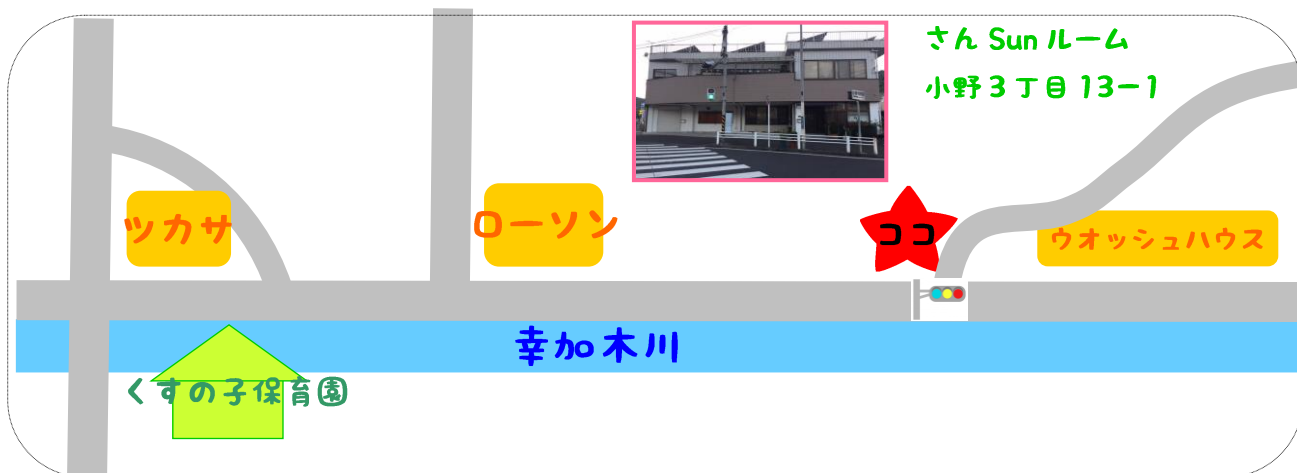 さん Sun ルーム
小野3丁目13-1
ツカサ
ローソン
ココ
ウオッシュハウス
幸加木川
くすの子保育園